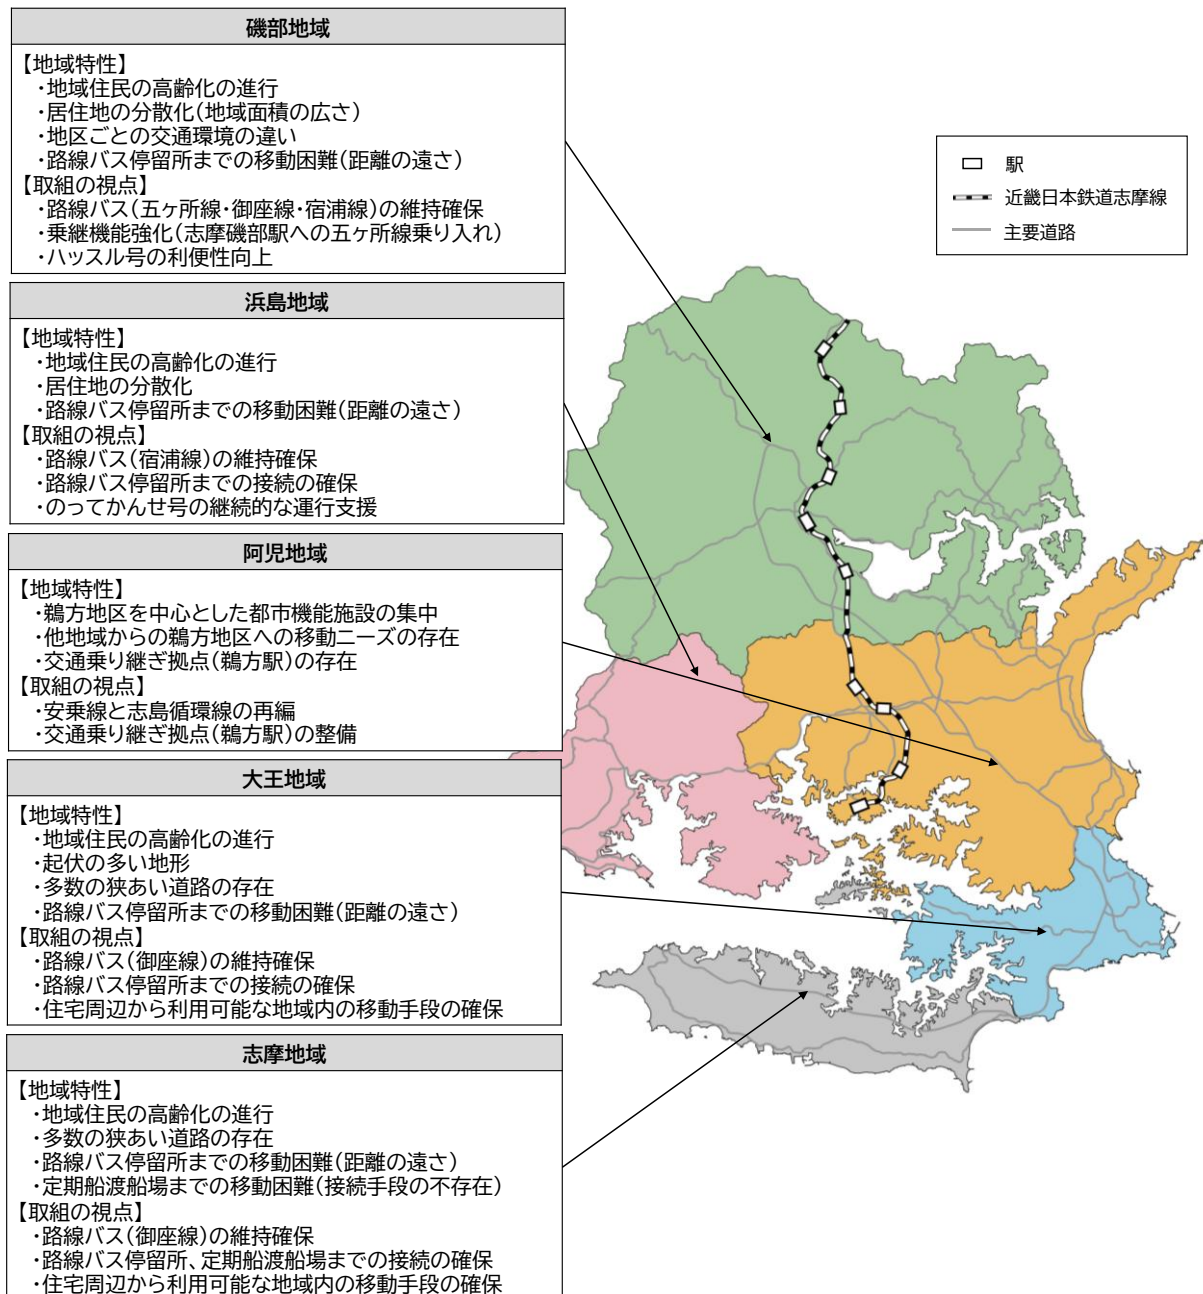 磯部地域
【地域特性】
・地域住民の高齢化の進行
・居住地の分散化(地域面積の広さ)
・地区ごとの交通環境の違い
・路線バス停留所までの移動困難(距離の遠さ)
【取組の視点】
・路線バス(五ヶ所線・御座線・宿浦線)の維持確保
・乗継機能強化(志摩磯部駅への五ヶ所線乗り入れ)
・ハッスル号の利便性向上
浜島地域
【地域特性】
・地域住民の高齢化の進行
・居住地の分散化
・路線バス停留所までの移動困難(距離の遠さ)
【取組の視点】
・路線バス(宿浦線)の維持確保
・路線バス停留所までの接続の確保
・のってかんせ号の継続的な運行支援
阿児地域
【地域特性】
・鵜方地区を中心とした都市機能施設の集中
・他地域からの鵜方地区への移動ニーズの存在
・交通乗り継ぎ拠点(鵜方駅)の存在
【取組の視点】
・安乗線と志島循環線の再編
・交通乗り継ぎ拠点(鵜方駅)の整備
大王地域
【地域特性】
・地域住民の高齢化の進行
・起伏の多い地形
・多数の狭あい道路の存在
・路線バス停留所までの移動困難(距離の遠さ)
【取組の視点】
・路線バス(御座線)の維持確保
・路線バス停留所までの接続の確保
・住宅周辺から利用可能な地域内の移動手段の確保
志摩地域
【地域特性】
・地域住民の高齢化の進行
・多数の狭あい道路の存在
・路線バス停留所までの移動困難(距離の遠さ)
・定期船渡船場までの移動困難(接続手段の不存在)
【取組の視点】
・路線バス(御座線)の維持確保
・路線バス停留所、定期船渡船場までの接続の確保
・住宅周辺から利用可能な地域内の移動手段の確保
駅
近畿日本鉄道志摩線
主要道路